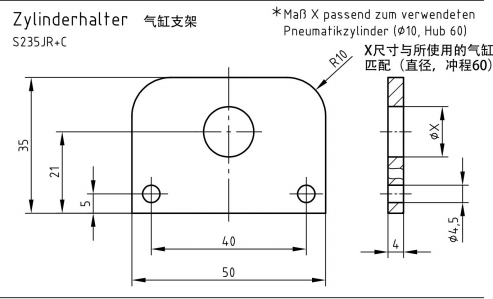 Zylinderhalter 气缸支架
S235JR+C
*Maß X passend zum verwendeten
Pneumatikzylinder (Ø10, Hub 60)
X尺寸与所使用的气缸
匹配（直径，冲程60）
R10
35
21
5
40
50
ØX
Ø4,5
4